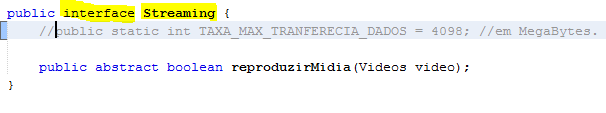 public interface Streaming {
//public static int TAXA_MAX_TRANFERECIA_DADOS = 4098; //em MegaBytes.
public abstract boolean reproduzirMidia(Videos video);
}